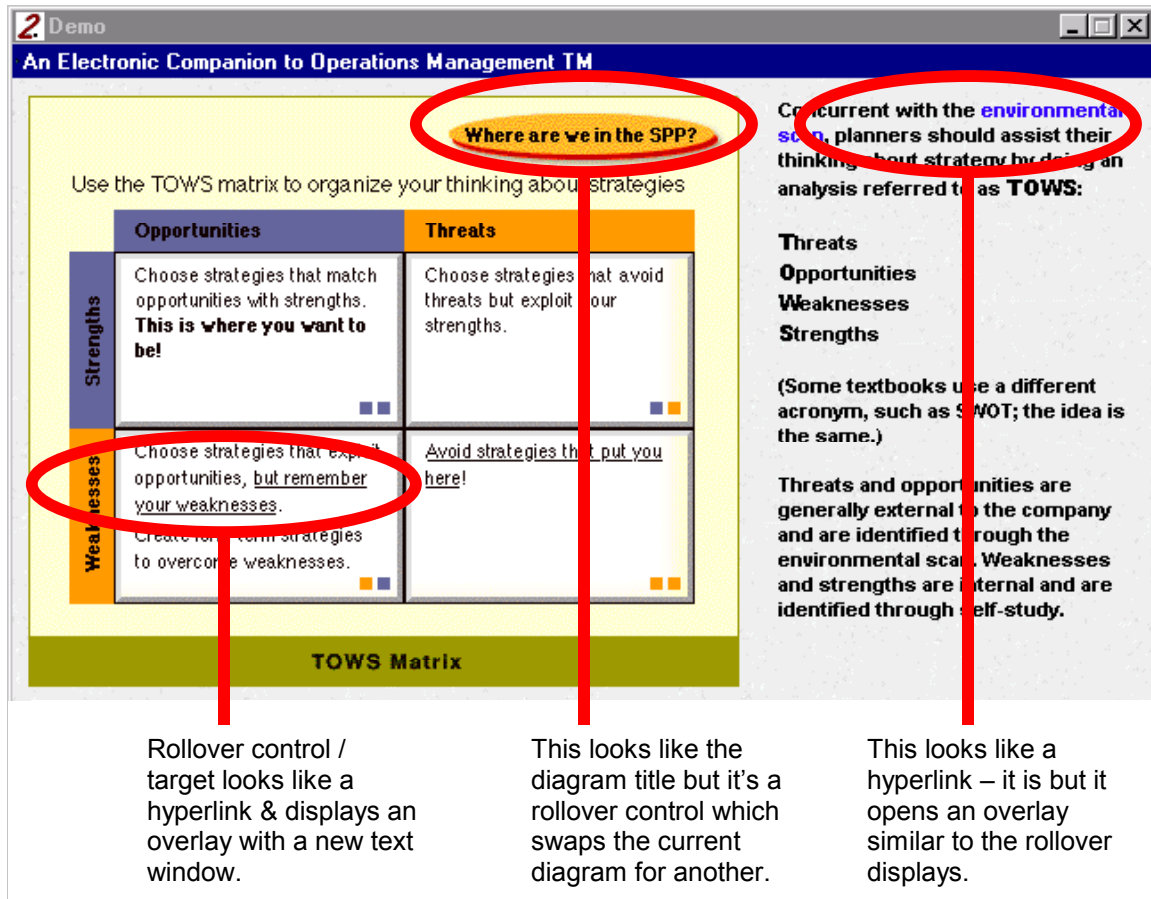 2. Demo
An Electronic Companion to Operations Management TM
Where are we in the SPP?
Use the TOWS matrix to organize your thinking about strategies
Opportunities
Threats
Strengths
Choose strategies that match
opportunities with strengths.
This is where you want to
be!
Choose strategies that avoid
threats but exploit your
strengths.
Weaknesses
Choose strategies that exploit
opportunities, but remember
your weaknesses.
Create long-term strategies
to overcome weaknesses.
Avoid strategies that put you
here!
TOWS Matrix
Concurrent with the environmental
scan, planners should assist their
thinking about strategy by doing an
analysis referred to as TOWS:
Threats
Opportunities
Weaknesses
Strengths
(Some textbooks use a different
acronym, such as SWOT; the idea is
the same.)
Threats and opportunities are
generally external to the company
and are identified through the
environmental scan. Weaknesses
and strengths are internal and are
identified through self-study.
Rollover control /
target looks like a
hyperlink & displays an
overlay with a new text
window.
This looks like the
diagram title but it’s a
rollover control which
swaps the current
diagram for another.
This looks like a
hyperlink – it is but it
opens an overlay
similar to the rollover
displays.